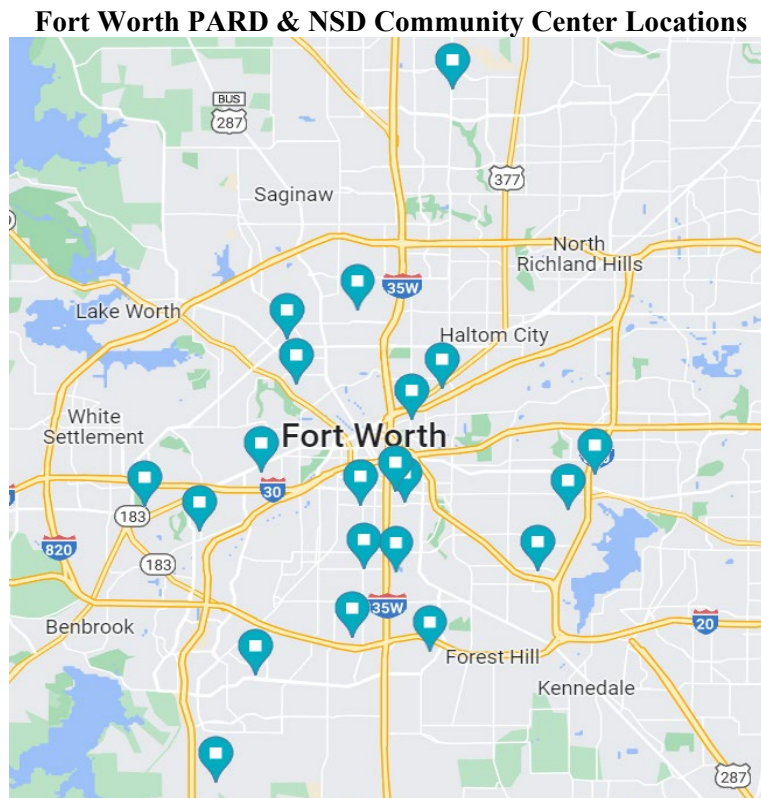 Fort Worth PARD & NSD Community Center Locations
BUS
287
377
Saginaw
North
Richland Hills
35W
Lake Worth
Haltom City
White
Settlement
Fort Worth
30
183
820
183
35W
20
Benbrook
Forest Hill
Kennedale
287